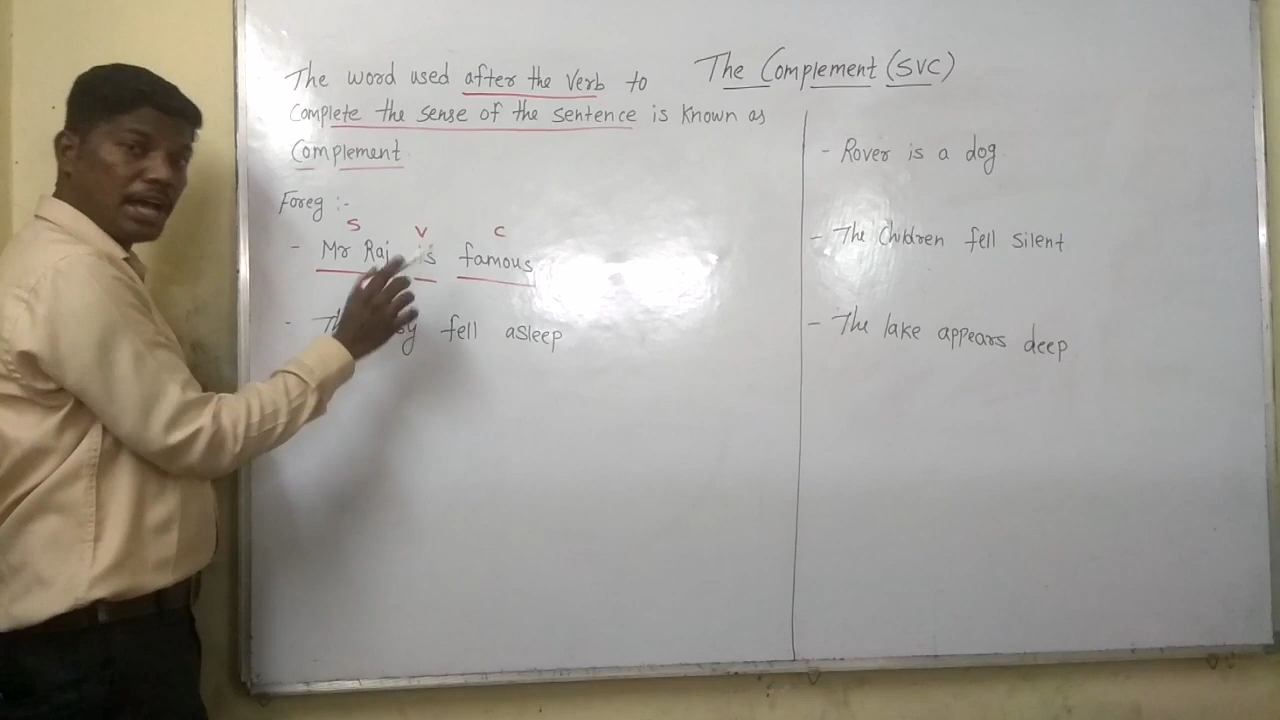 The Complement (SVC)
The word used after the verb to
Complete the sense of the sentence is known as
Complement
Foreg :-
S V C
- Mr Raj is famous
- fell asleep
- Rover is a dog
- The Children fell silent
- The lake appears deep